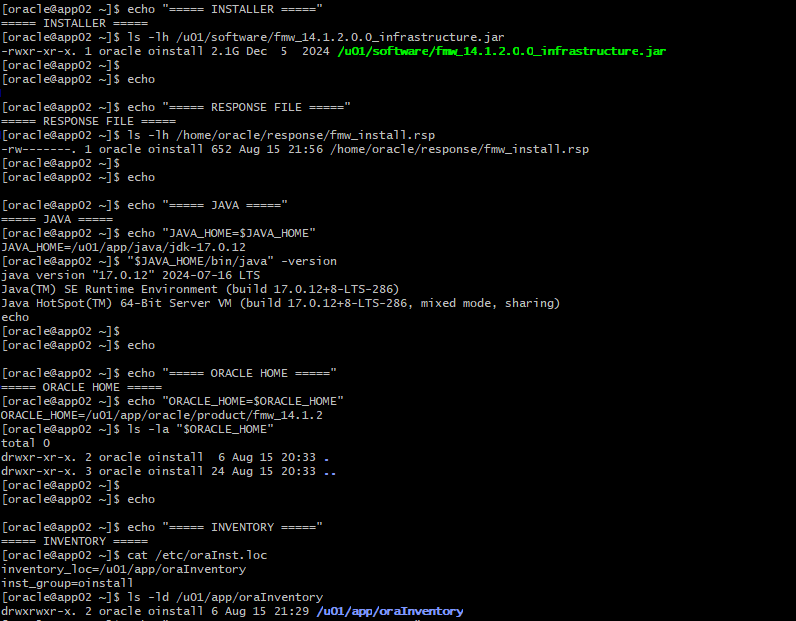 [oracle@app02 ~]$ echo "===== INSTALLER ====="
===== INSTALLER =====
[oracle@app02 ~]$ ls -lh /u01/software/fmw_14.1.2.0.0_infrastructure.jar
-rwxr-xr-x. 1 oracle oinstall 2.1G Dec  5  2024 /u01/software/fmw_14.1.2.0.0_infrastructure.jar
[oracle@app02 ~]$
[oracle@app02 ~]$ echo
[oracle@app02 ~]$ echo "===== RESPONSE FILE ====="
===== RESPONSE FILE =====
[oracle@app02 ~]$ ls -lh /home/oracle/response/fmw_install.rsp
-rw-------. 1 oracle oinstall 652 Aug 15 21:56 /home/oracle/response/fmw_install.rsp
[oracle@app02 ~]$
[oracle@app02 ~]$ echo
[oracle@app02 ~]$ echo "===== JAVA ====="
===== JAVA =====
[oracle@app02 ~]$ echo "JAVA_HOME=$JAVA_HOME"
JAVA_HOME=/u01/app/java/jdk-17.0.12
[oracle@app02 ~]$ "$JAVA_HOME/bin/java" -version
java version "17.0.12" 2024-07-16 LTS
Java(TM) SE Runtime Environment (build 17.0.12+8-LTS-286)
Java HotSpot(TM) 64-Bit Server VM (build 17.0.12+8-LTS-286, mixed mode, sharing)
echo
[oracle@app02 ~]$
[oracle@app02 ~]$ echo
[oracle@app02 ~]$ echo "===== ORACLE HOME ====="
===== ORACLE HOME =====
[oracle@app02 ~]$ echo "ORACLE_HOME=$ORACLE_HOME"
ORACLE_HOME=/u01/app/oracle/product/fmw_14.1.2
[oracle@app02 ~]$ ls -la "$ORACLE_HOME"
total 0
drwxr-xr-x. 2 oracle oinstall  6 Aug 15 20:33 .
drwxr-xr-x. 3 oracle oinstall 24 Aug 15 20:33 ..
[oracle@app02 ~]$
[oracle@app02 ~]$ echo
[oracle@app02 ~]$ echo "===== INVENTORY ====="
===== INVENTORY =====
[oracle@app02 ~]$ cat /etc/oraInst.loc
inventory_loc=/u01/app/oraInventory
inst_group=oinstall
[oracle@app02 ~]$ ls -ld /u01/app/oraInventory
drwxrwxr-x. 2 oracle oinstall 6 Aug 15 21:29 /u01/app/oraInventory